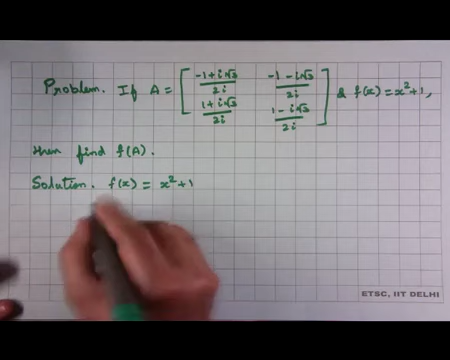 Problem. If A = [ (-1+i√3)/2i  (-1-i√3)/2i ; (1+i√3)/2i  (1-i√3)/2i ] & f(x) = x²+1,
then find f(A).
Solution. f(x) = x²+1
ETSC, IIT DELHI